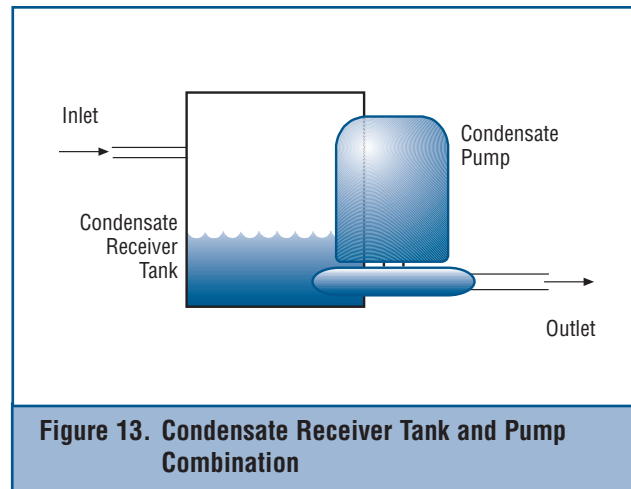 Inlet
Condensate
Pump
Condensate
Receiver
Tank
Outlet
Figure 13. Condensate Receiver Tank and Pump
Combination